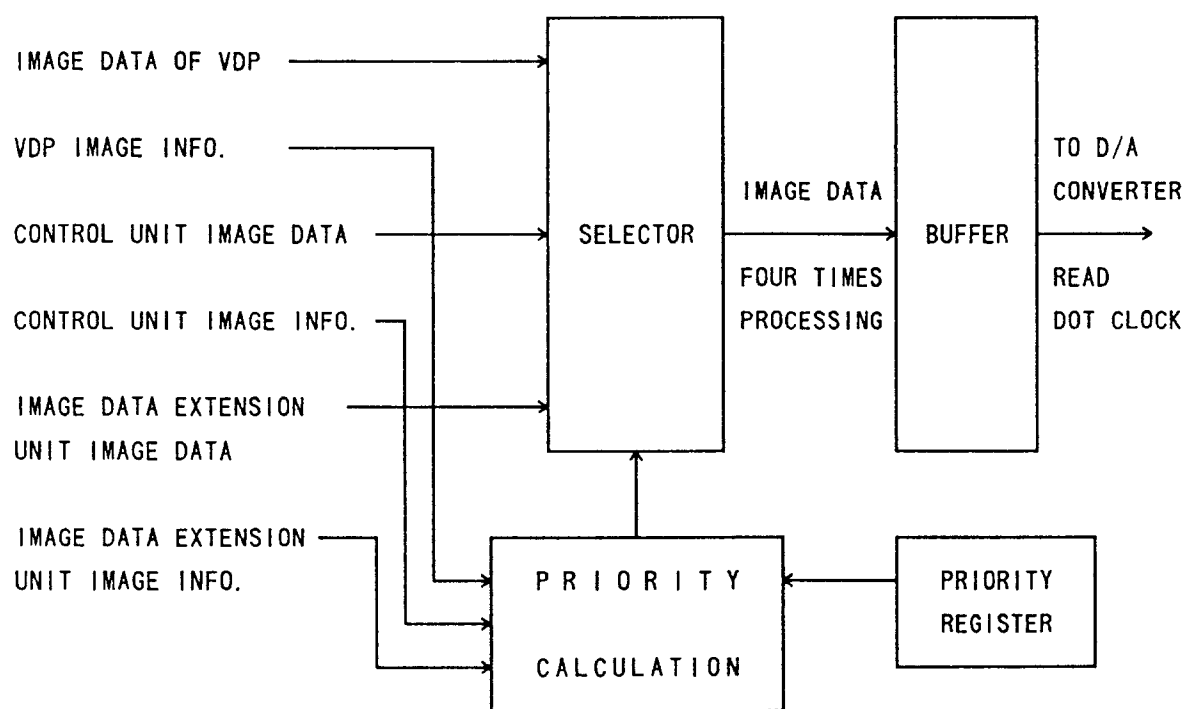 IMAGE DATA OF VDP
VDP IMAGE INFO.
CONTROL UNIT IMAGE DATA
CONTROL UNIT IMAGE INFO.
IMAGE DATA EXTENSION
UNIT IMAGE DATA
IMAGE DATA EXTENSION
UNIT IMAGE INFO.
SELECTOR
IMAGE DATA
FOUR TIMES
PROCESSING
BUFFER
TO D/A
CONVERTER
READ
DOT CLOCK
PRIORITY
CALCULATION
PRIORITY
REGISTER